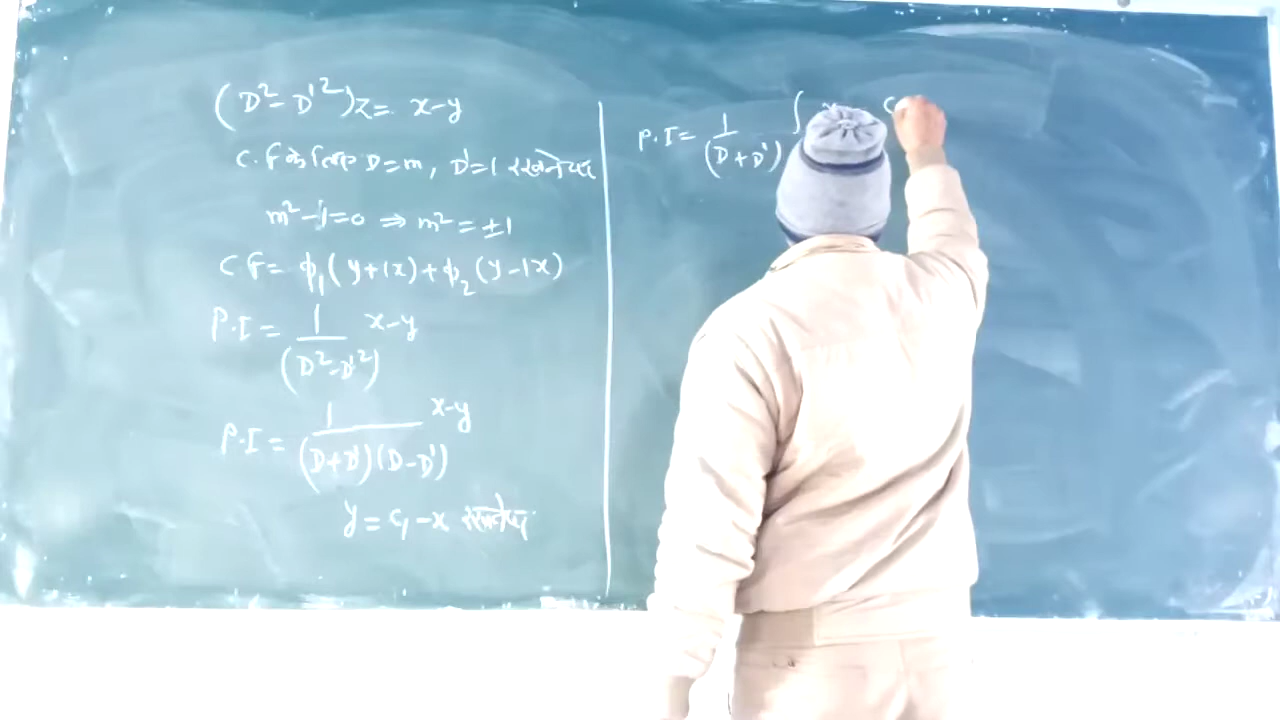 (D²- D'²)z= x-y
C.F के लिए D=m, D'=1 रखने पर
m²-1=0 ⇒ m²=±1
CF= ϕ₁(y+1x)+ϕ₂(y-1x)
P.I = 1/(D²-D'²) x-y
P.I = 1/((D+D')(D-D')) x-y
y = c₁-x रखने पर
P.I= 1/(D+D') ∫